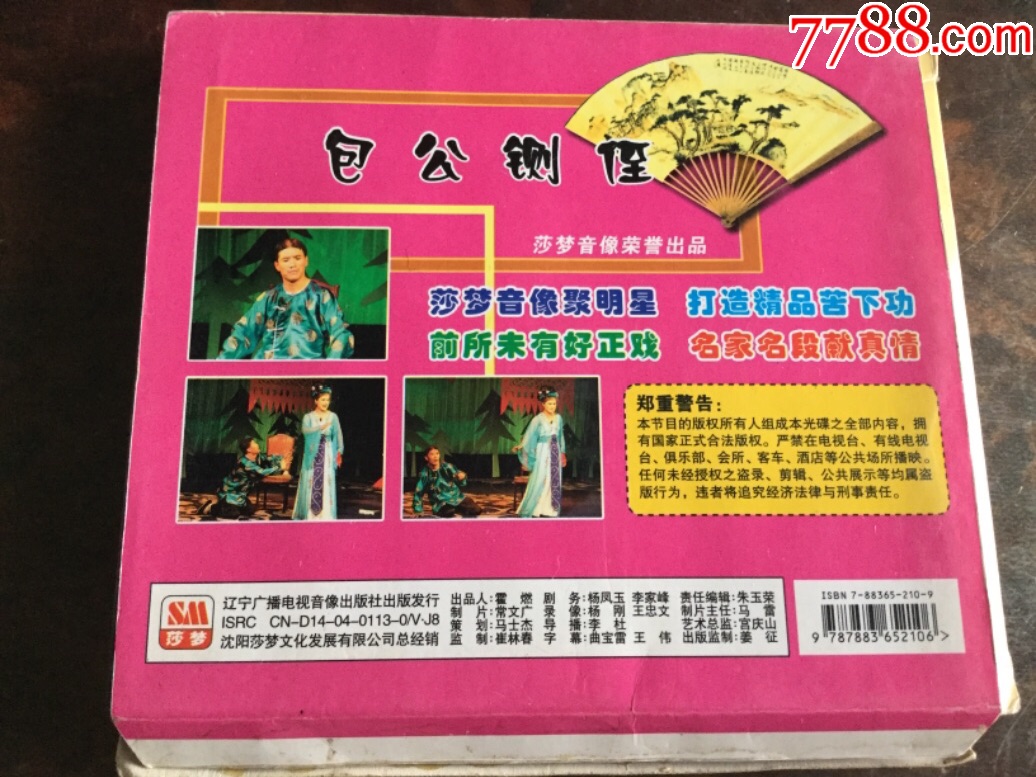 7788.com
包公铡侄
莎梦音像荣誉出品
莎梦音像聚明星 打造精品苦下功
前所未有好正戏 名家名段献真情
郑重警告：
本节目的版权所有人组成本光碟之全部内容，拥
有国家正式合法版权。严禁在电视台、有线电视
台、俱乐部、会所、客车、酒店等公共场所播映。
任何未经授权之盗录、剪辑、公共展示等均属盗
版行为，违者将追究经济法律与刑事责任。
SM
莎梦
辽宁广播电视音像出版社出版发行
ISRC CN-D14-04-0113-0/V·J8
沈阳莎梦文化发展有限公司总经销
出品人：霍燃 剧务：杨凤玉 李家峰 责任编辑：朱玉荣
制片：常文广 录像：杨刚 王忠文 制片主任：马雷
策划：马士杰 导播：李杜 艺术总监：宫庆山
监制：崔林春 字幕：曲宝雷 王伟 出版监制：姜征
ISBN 7-88365-210-9
9 787883 652106 >